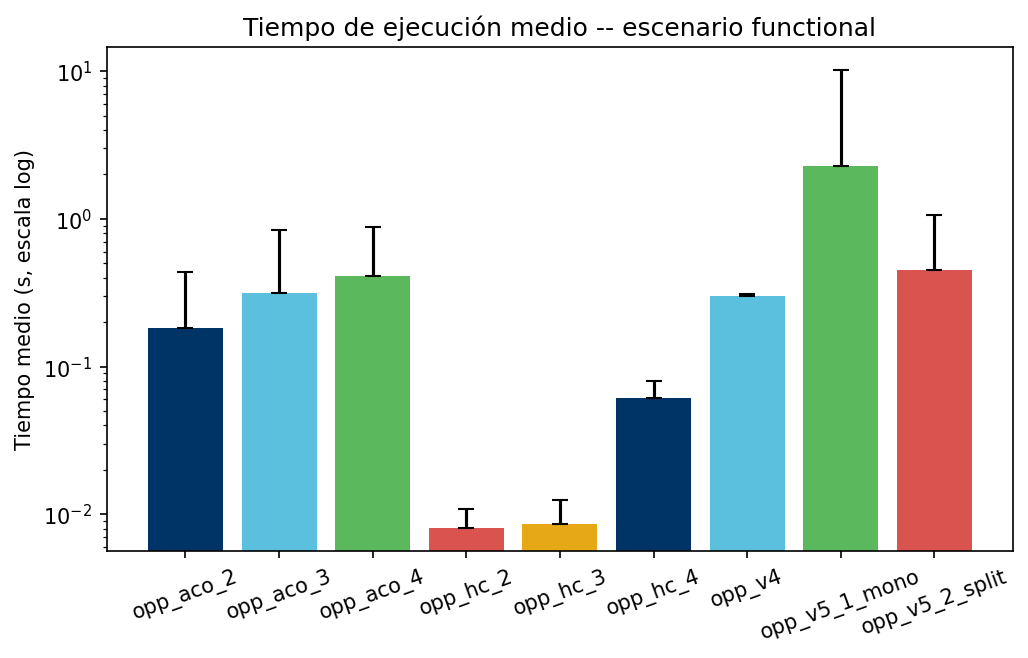 Tiempo de ejecución medio -- escenario functional
Tiempo medio (s, escala log)
10¹
10⁰
10⁻¹
10⁻²
opp_aco_2
opp_aco_3
opp_aco_4
opp_hc_2
opp_hc_3
opp_hc_4
opp_v4
opp_v5_1_mono
opp_v5_2_split